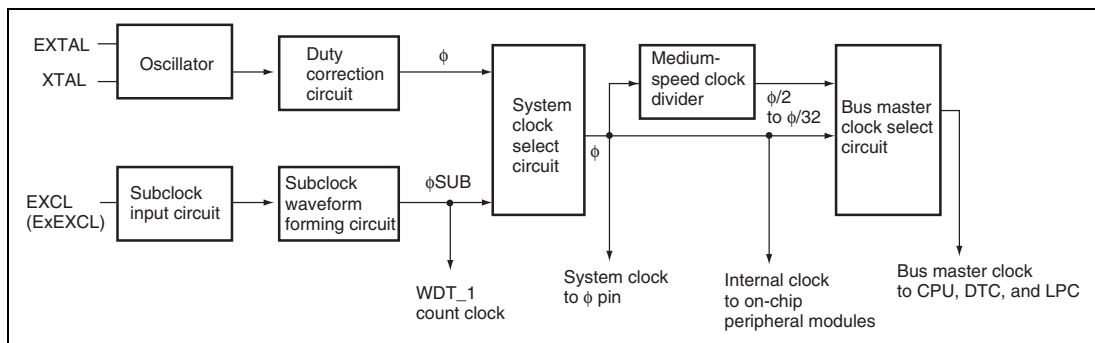 EXTAL
XTAL
Oscillator
Duty
correction
circuit
ϕ
System
clock
select
circuit
ϕ
Medium-
speed clock
divider
ϕ/2
to ϕ/32
Bus master
clock select
circuit
EXCL
(ExEXCL)
Subclock
input circuit
Subclock
waveform
forming circuit
ϕSUB
WDT_1
count clock
System clock
to ϕ pin
Internal clock
to on-chip
peripheral modules
Bus master clock
to CPU, DTC, and LPC